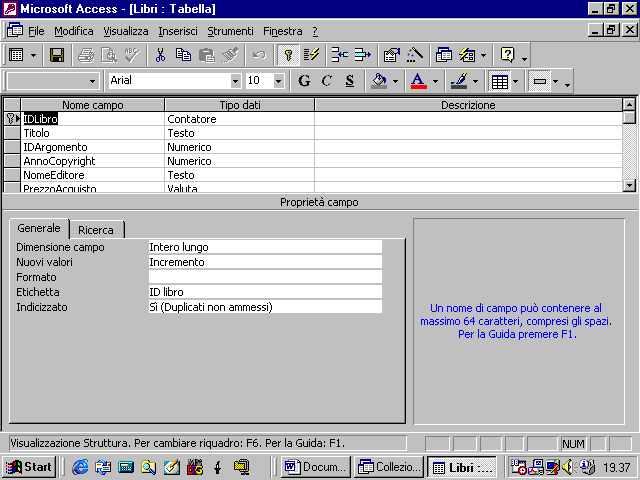 Microsoft Access - [Libri : Tabella]
File Modifica Visualizza Inserisci Strumenti Finestra ?
Arial 10 G C S
Nome campo Tipo dati Descrizione
IDLibro Contatore
Titolo Testo
IDArgomento Numerico
AnnoCopyright Numerico
NomeEditore Testo
PrezzoAcquisto Valuta
Proprietà campo
Generale Ricerca
Dimensione campo Intero lungo
Nuovi valori Incremento
Formato
Etichetta ID libro
Indicizzato Sì (Duplicati non ammessi)
Un nome di campo può contenere al
massimo 64 caratteri, compresi gli spazi.
Per la Guida premere F1.
Visualizzazione Struttura. Per cambiare riquadro: F6. Per la Guida: F1. NUM
Start Docum... Collezio... Libri :... 19.37